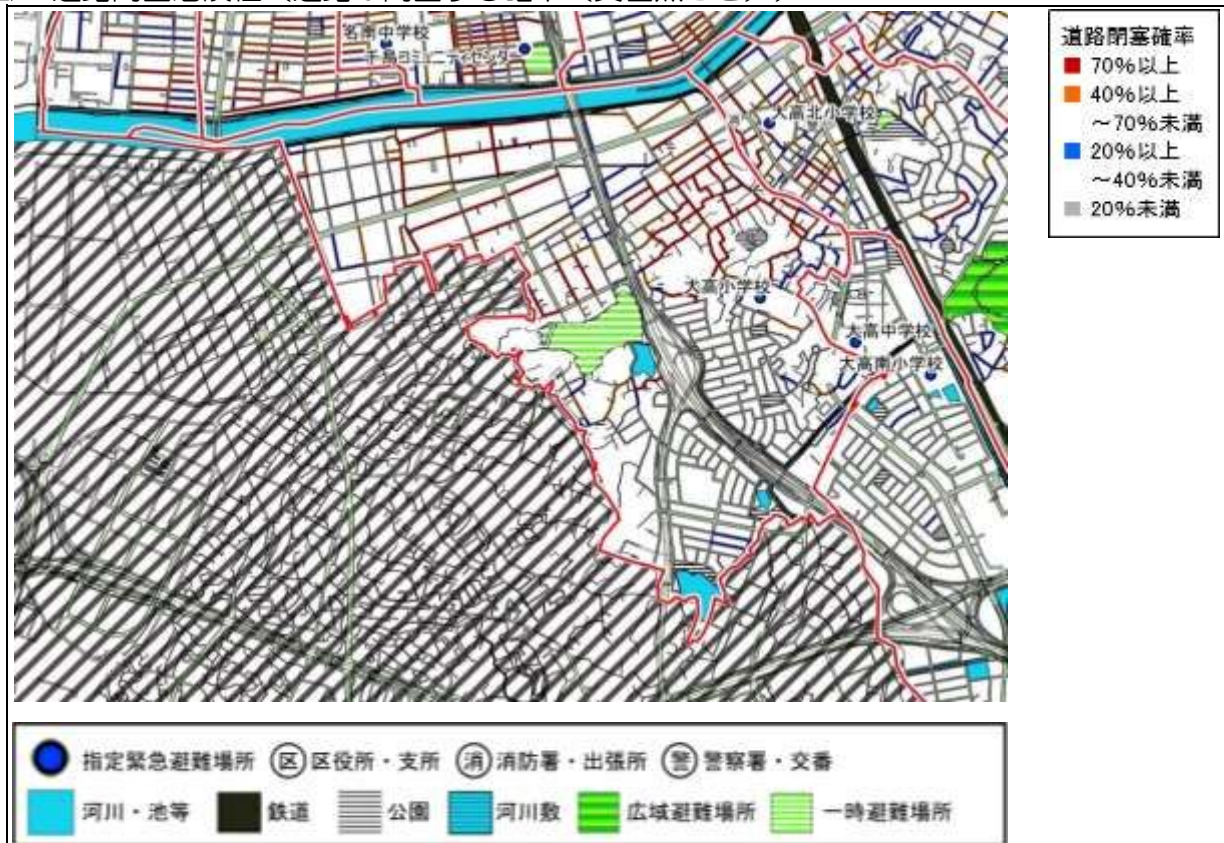 名南中学校
千鳥コミュニティセンター
大高北小学校
大高小学校
大高中学校
大高南小学校
道路閉塞確率
70%以上
40%以上
～70%未満
20%以上
～40%未満
20%未満
指定緊急避難場所 区 区役所・支所 消 消防署・出張所 警 警察署・交番
河川・池等 鉄道 公園 河川敷 広域避難場所 一時避難場所